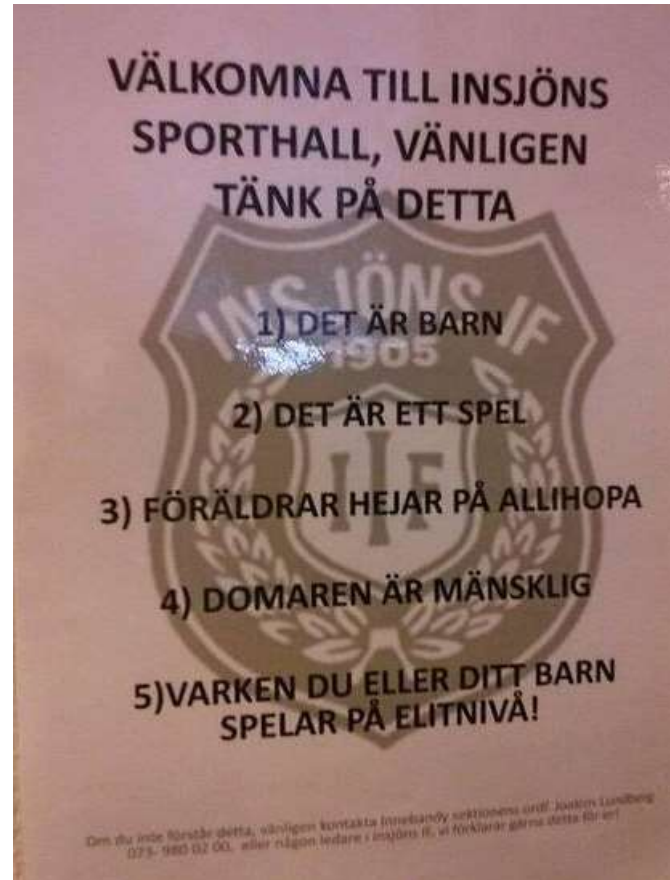 VÄLKOMNA TILL INSJÖNS
SPORTHALL, VÄNLIGEN
TÄNK PÅ DETTA
INSJÖNS IF
1) DET ÄR BARN
1905
2) DET ÄR ETT SPEL
IIF
3) FÖRÄLDRAR HEJAR PÅ ALLIHOPA
4) DOMAREN ÄR MÄNSKLIG
5)VARKEN DU ELLER DITT BARN
SPELAR PÅ ELITNIVÅ!
Om du inte förstår detta, vänligen kontakta Innebandy sektionens ordf. Joakim Lundberg
073- 980 02 00, eller någon ledare i insjöns IF, vi förklarar gärna detta för er!